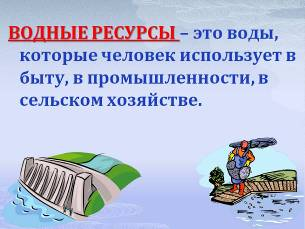 ВОДНЫЕ РЕСУРСЫ – это воды,
которые человек использует в
быту, в промышленности, в
сельском хозяйстве.